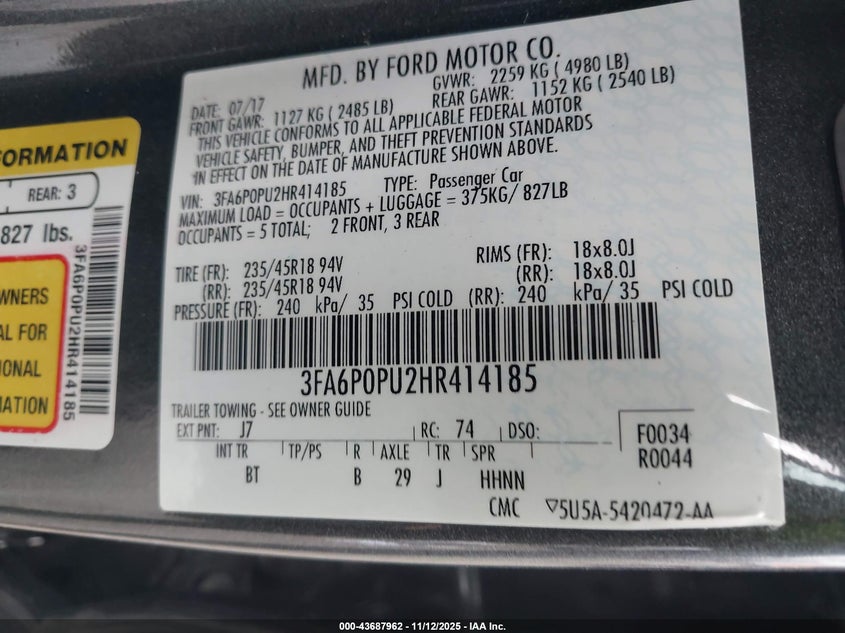 MFD. BY FORD MOTOR CO.
DATE: 07/17 GVWR: 2259 KG ( 4980 LB)
FRONT GAWR: 1127 KG ( 2485 LB) REAR GAWR: 1152 KG ( 2540 LB)
THIS VEHICLE CONFORMS TO ALL APPLICABLE FEDERAL MOTOR
VEHICLE SAFETY, BUMPER, AND THEFT PREVENTION STANDARDS
IN EFFECT ON THE DATE OF MANUFACTURE SHOWN ABOVE.
VIN: 3FA6P0PU2HR414185 TYPE: Passenger Car
MAXIMUM LOAD = OCCUPANTS + LUGGAGE = 375KG/ 827LB
OCCUPANTS = 5 TOTAL; 2 FRONT, 3 REAR
TIRE (FR): 235/45R18 94V RIMS (FR): 18x8.0J
(RR): 235/45R18 94V (RR): 18x8.0J
PRESSURE (FR): 240 kPa/ 35 PSI COLD (RR): 240 kPa/ 35 PSI COLD
3FA6P0PU2HR414185
TRAILER TOWING - SEE OWNER GUIDE
EXT PNT: J7 RC: 74 DSO: F0034
INT TR TP/PS R AXLE TR SPR R0044
BT B 29 J HHNN
CMC ▽5U5A-5420472-AA
FORMATION
REAR: 3
827 lbs.
WNERS
AL FOR
IONAL
MATION
3FA6P0PU2HR414185
000-43687962 - 11/12/2025 - IAA Inc.